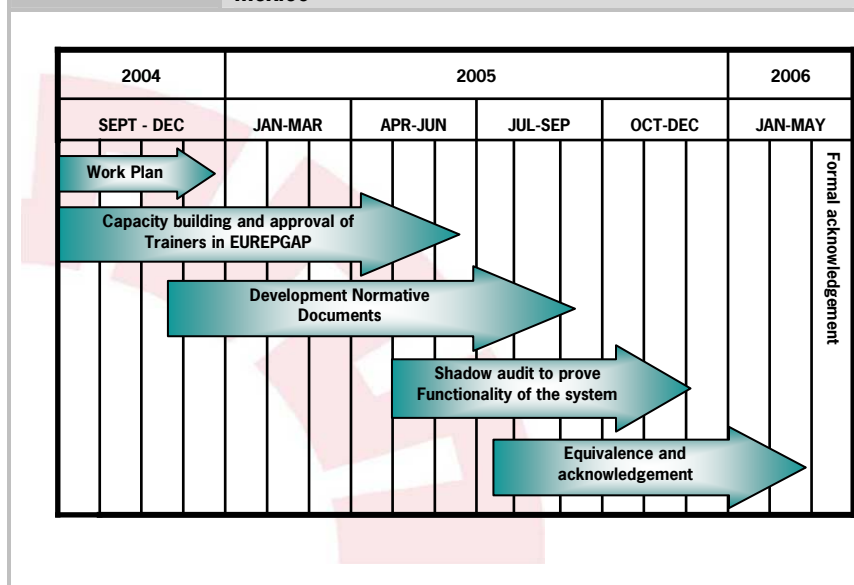 2004 2005 2006
SEPT - DEC JAN-MAR APR-JUN JUL-SEP OCT-DEC JAN-MAY
Work Plan
Capacity building and approval of
Trainers in EUREPGAP
Development Normative
Documents
Shadow audit to prove
Functionality of the system
Equivalence and
acknowledgement
Formal acknowledgement